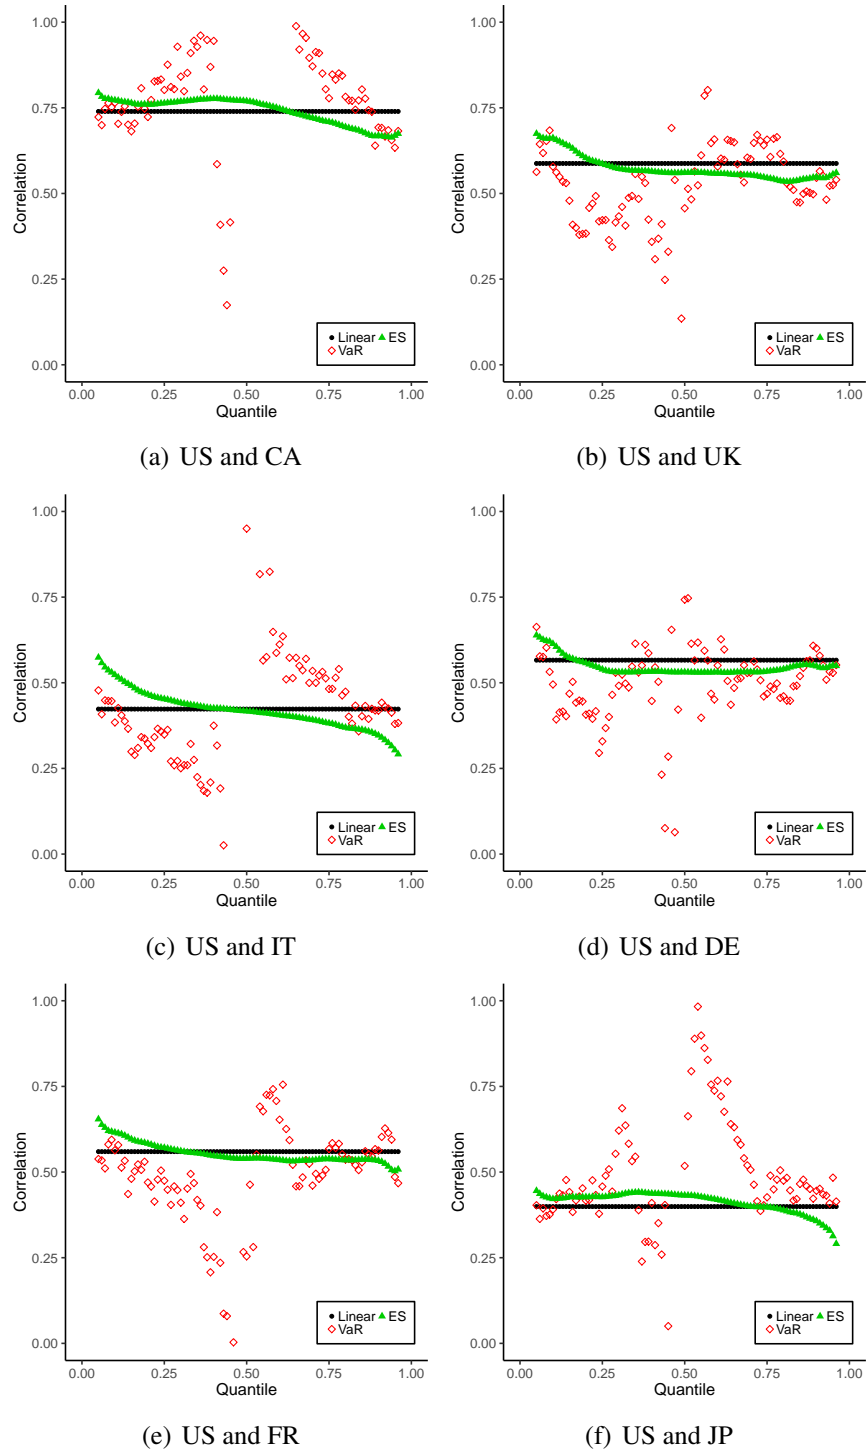 1.00
0.75
0.50
0.25
0.00
Correlation
Linear ES
VaR
0.00 0.25 0.50 0.75 1.00
Quantile
(a) US and CA
1.00
0.75
0.50
0.25
0.00
Correlation
Linear ES
VaR
0.00 0.25 0.50 0.75 1.00
Quantile
(b) US and UK
1.00
0.75
0.50
0.25
0.00
Correlation
Linear ES
VaR
0.00 0.25 0.50 0.75 1.00
Quantile
(c) US and IT
1.00
0.75
0.50
0.25
0.00
Correlation
Linear ES
VaR
0.00 0.25 0.50 0.75 1.00
Quantile
(d) US and DE
1.00
0.75
0.50
0.25
0.00
Correlation
Linear ES
VaR
0.00 0.25 0.50 0.75 1.00
Quantile
(e) US and FR
1.00
0.75
0.50
0.25
0.00
Correlation
Linear ES
VaR
0.00 0.25 0.50 0.75 1.00
Quantile
(f) US and JP